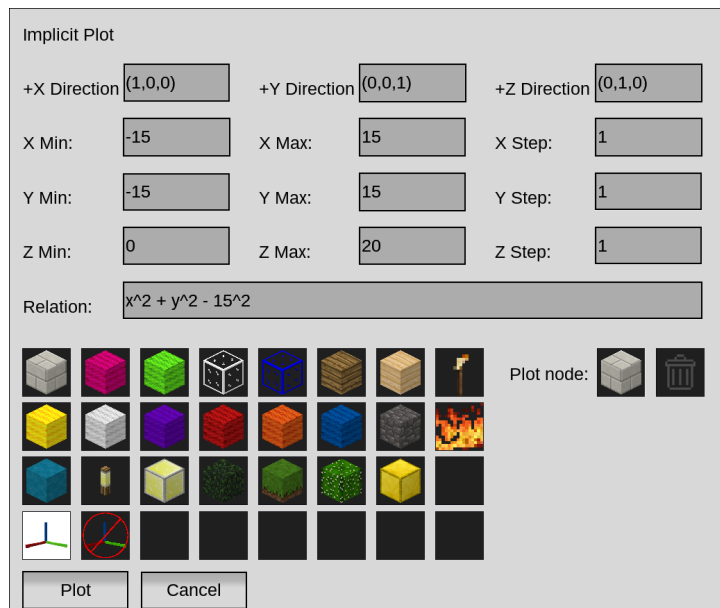 Implicit Plot
+X Direction (1,0,0) +Y Direction (0,0,1) +Z Direction (0,1,0)
X Min: -15 X Max: 15 X Step: 1
Y Min: -15 Y Max: 15 Y Step: 1
Z Min: 0 Z Max: 20 Z Step: 1
Relation: x^2 + y^2 - 15^2
Plot node:
Plot Cancel